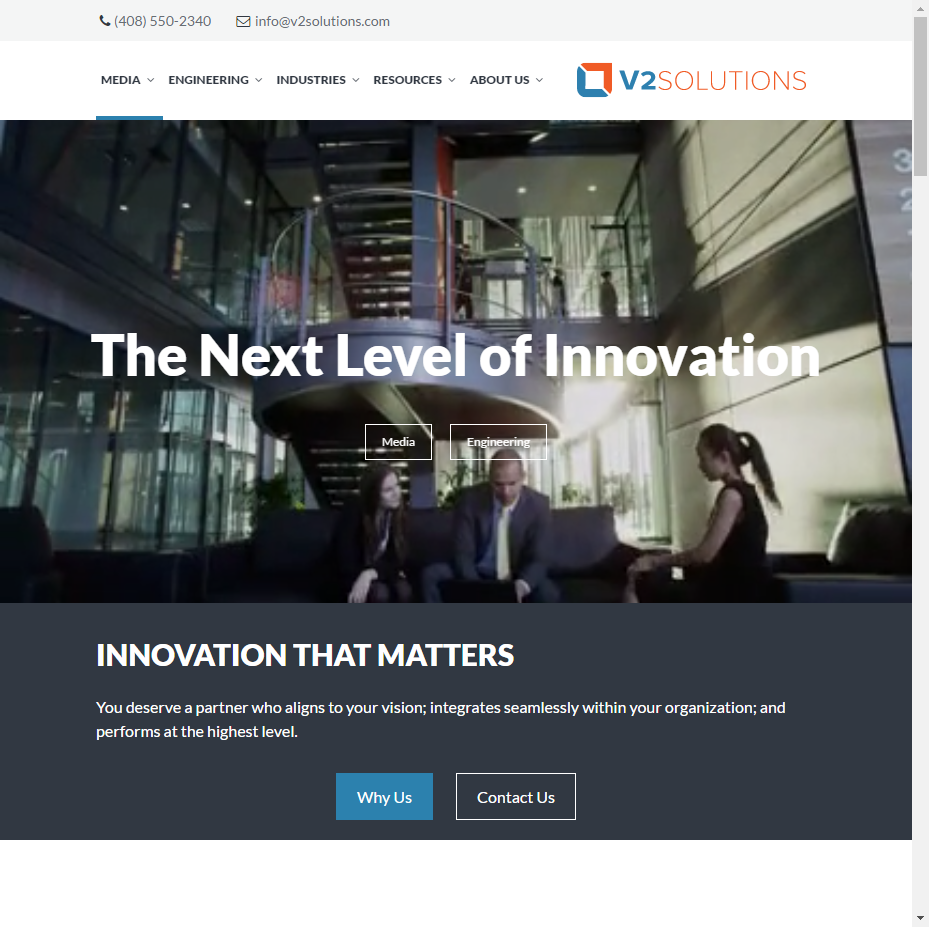 (408) 550-2340 info@v2solutions.com
MEDIA ENGINEERING INDUSTRIES RESOURCES ABOUT US V2SOLUTIONS
3
2
The Next Level of Innovation
Media Engineering
INNOVATION THAT MATTERS
You deserve a partner who aligns to your vision; integrates seamlessly within your organization; and
performs at the highest level.
Why Us Contact Us